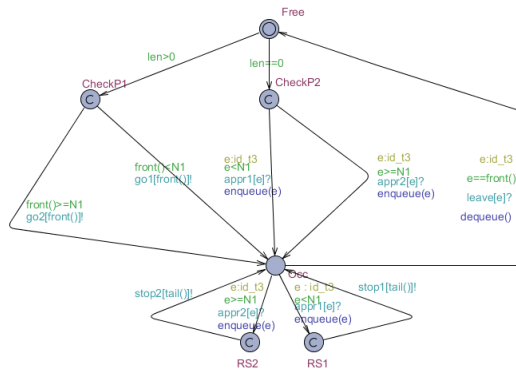 Free
len>0
len==0
CheckP1
CheckP2
C
C
front()<N1
go1[front()]!
e:id_t3
e<N1
appr1[e]?
enqueue(e)
e:id_t3
e>=N1
appr2[e]?
enqueue(e)
e:id_t3
e==front()
leave[e]?
dequeue()
front()>=N1
go2[front()]!
Occ
stop2[tail()]!
e:id_t3
e>=N1
appr2[e]?
enqueue(e)
e : id_t3
e<N1
appr1[e]?
enqueue(e)
stop1[tail()]!
C
C
RS2
RS1